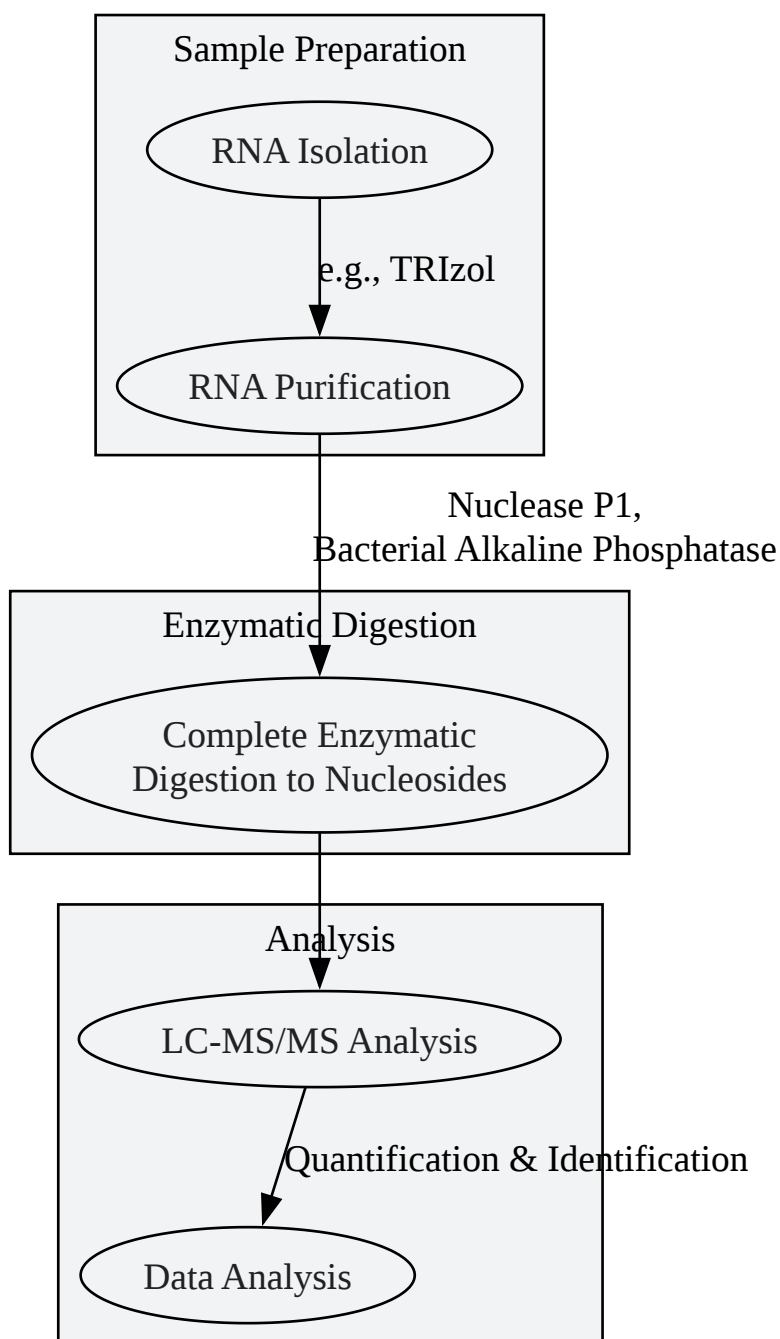 Sample Preparation
RNA Isolation
e.g., TRIzol
RNA Purification
Nuclease P1,
Bacterial Alkaline Phosphatase
Enzymatic Digestion
Complete Enzymatic
Digestion to Nucleosides
Analysis
LC-MS/MS Analysis
Quantification & Identification
Data Analysis